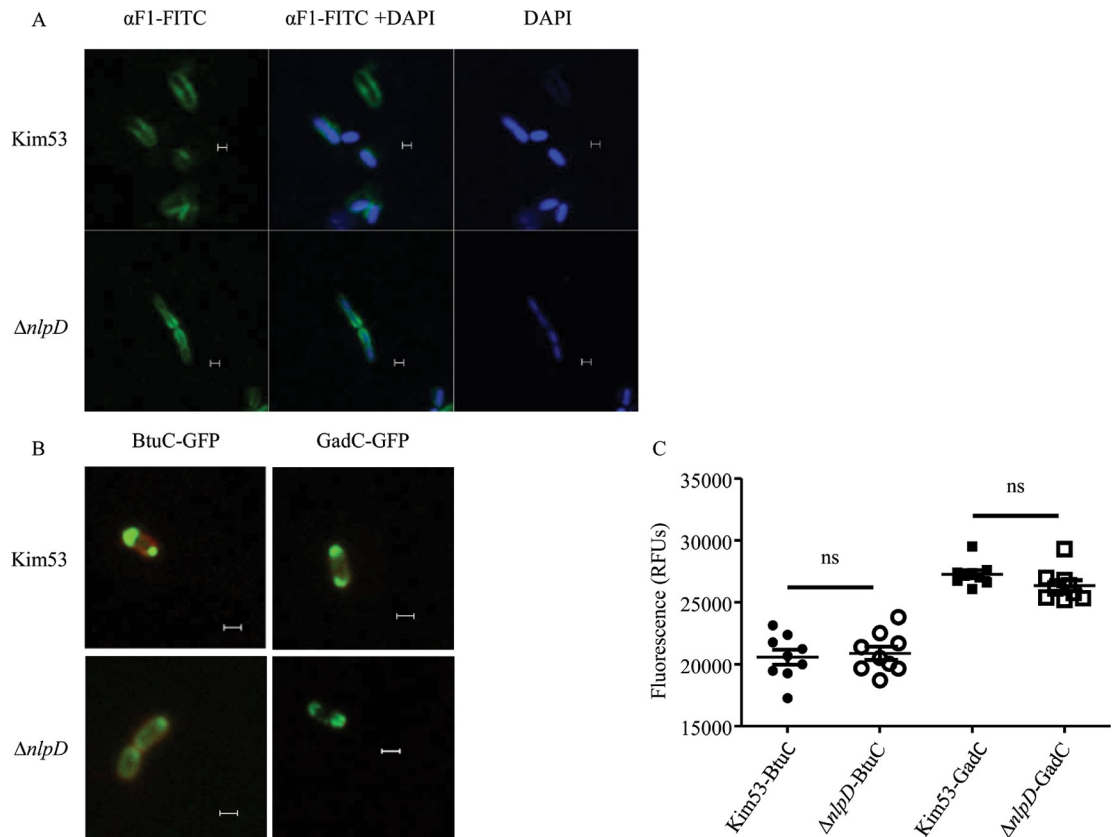 A
αF1-FITC
αF1-FITC +DAPI
DAPI
Kim53
ΔnlpD
B
BtuC-GFP
GadC-GFP
Kim53
ΔnlpD
C
Fluorescence (RFUs)
35000
30000
25000
20000
15000
ns
ns
Kim53-BtuC
ΔnlpD-BtuC
Kim53-GadC
ΔnlpD-GadC